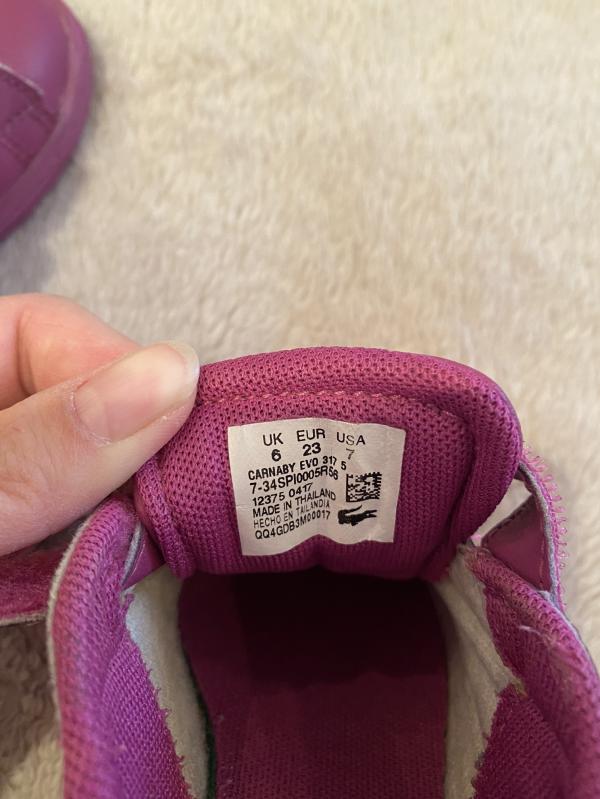 UK EUR USA
6 23 7
CARNABY EVO 317 5
7-34SPI0005R56
12375 0417
MADE IN THAILAND
HECHO EN TAILANDIA
QQ4GDB3M00017